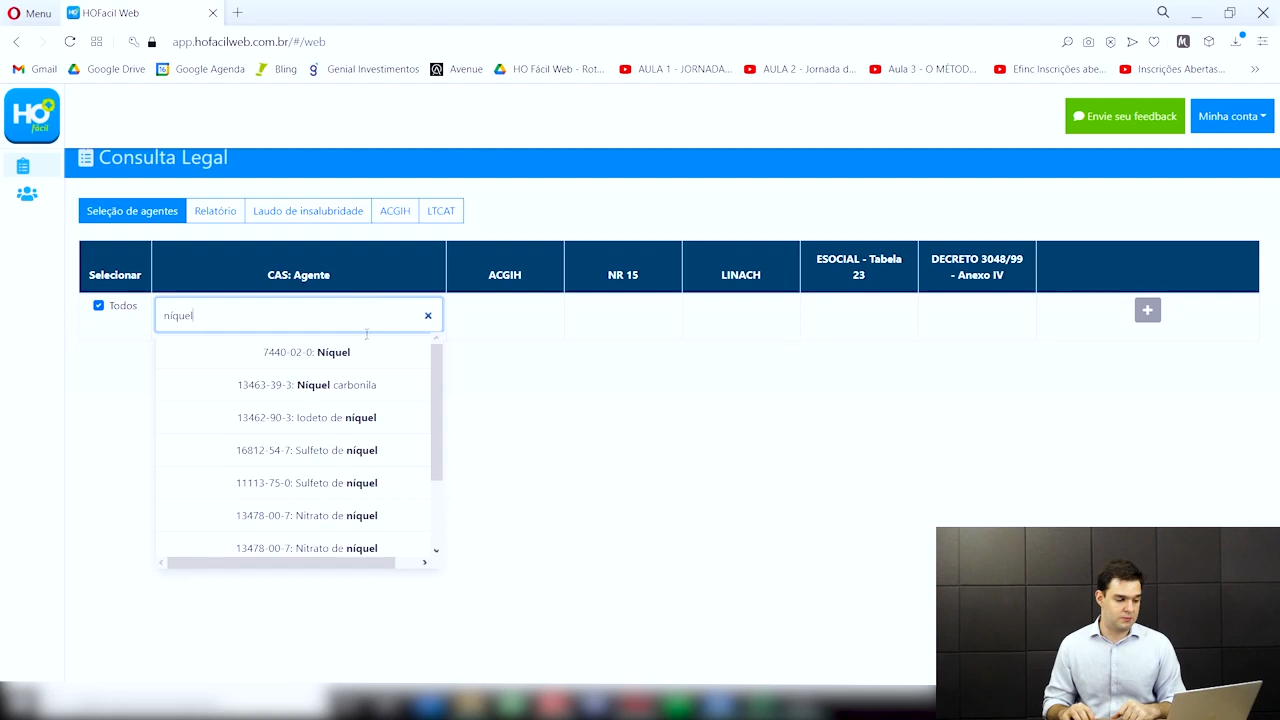 Menu
HOFacil Web
app.hofacilweb.com.br/#/web
Gmail
Google Drive
Google Agenda
Bling
Genial Investimentos
Avenue
HO Fácil Web - Rot...
AULA 1 - JORNADA...
AULA 2 - Jornada d...
Aula 3 - O MÉTOD...
Efinc Inscrições abe...
Inscrições Abertas...
HO
fácil
Envie seu feedback
Minha conta
Consulta Legal
Seleção de agentes
Relatório
Laudo de insalubridade
ACGIH
LTCAT
Selecionar
CAS: Agente
ACGIH
NR 15
LINACH
ESOCIAL - Tabela
23
DECRETO 3048/99
- Anexo IV
Todos
níquel
7440-02-0: Níquel
13463-39-3: Níquel carbonila
13462-90-3: Iodeto de níquel
16812-54-7: Sulfeto de níquel
11113-75-0: Sulfeto de níquel
13478-00-7: Nitrato de níquel
13478-00-7: Nitrato de níquel